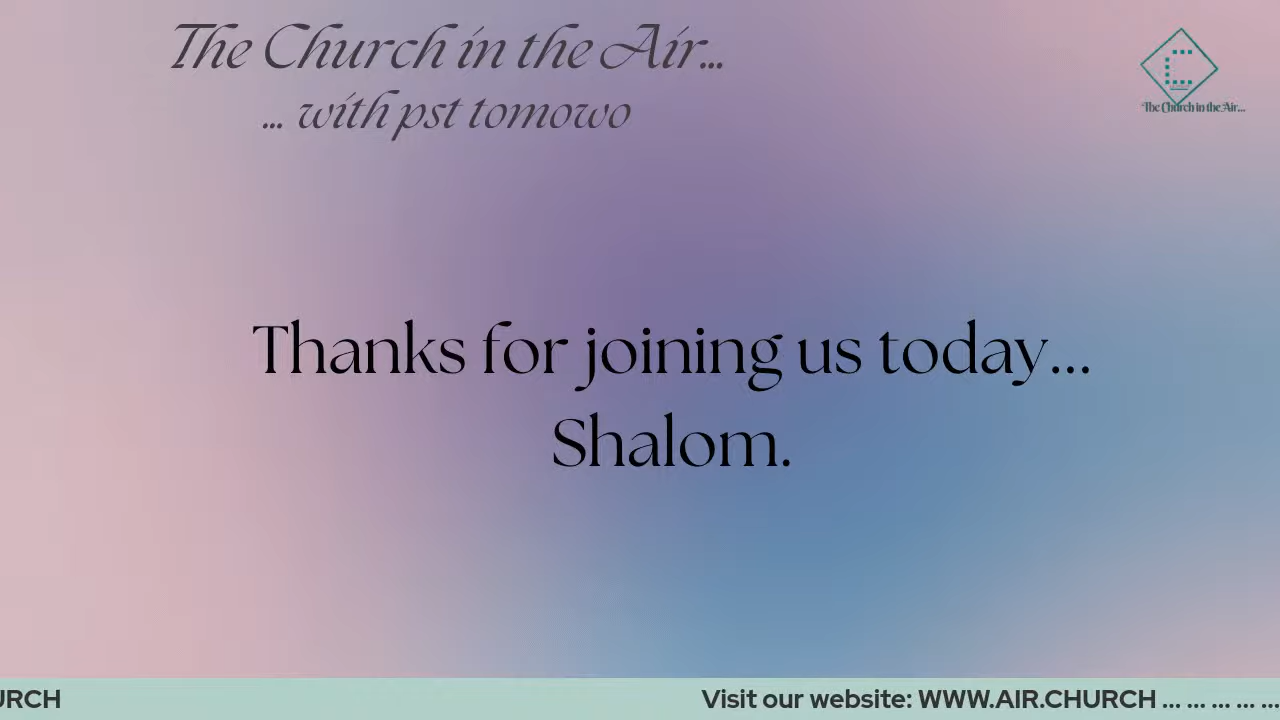 The Church in the Air...
... with pst tomowo
The Church in the Air...
Thanks for joining us today...
Shalom.
URCH
Visit our website: WWW.AIR.CHURCH ... ... ... ... ...